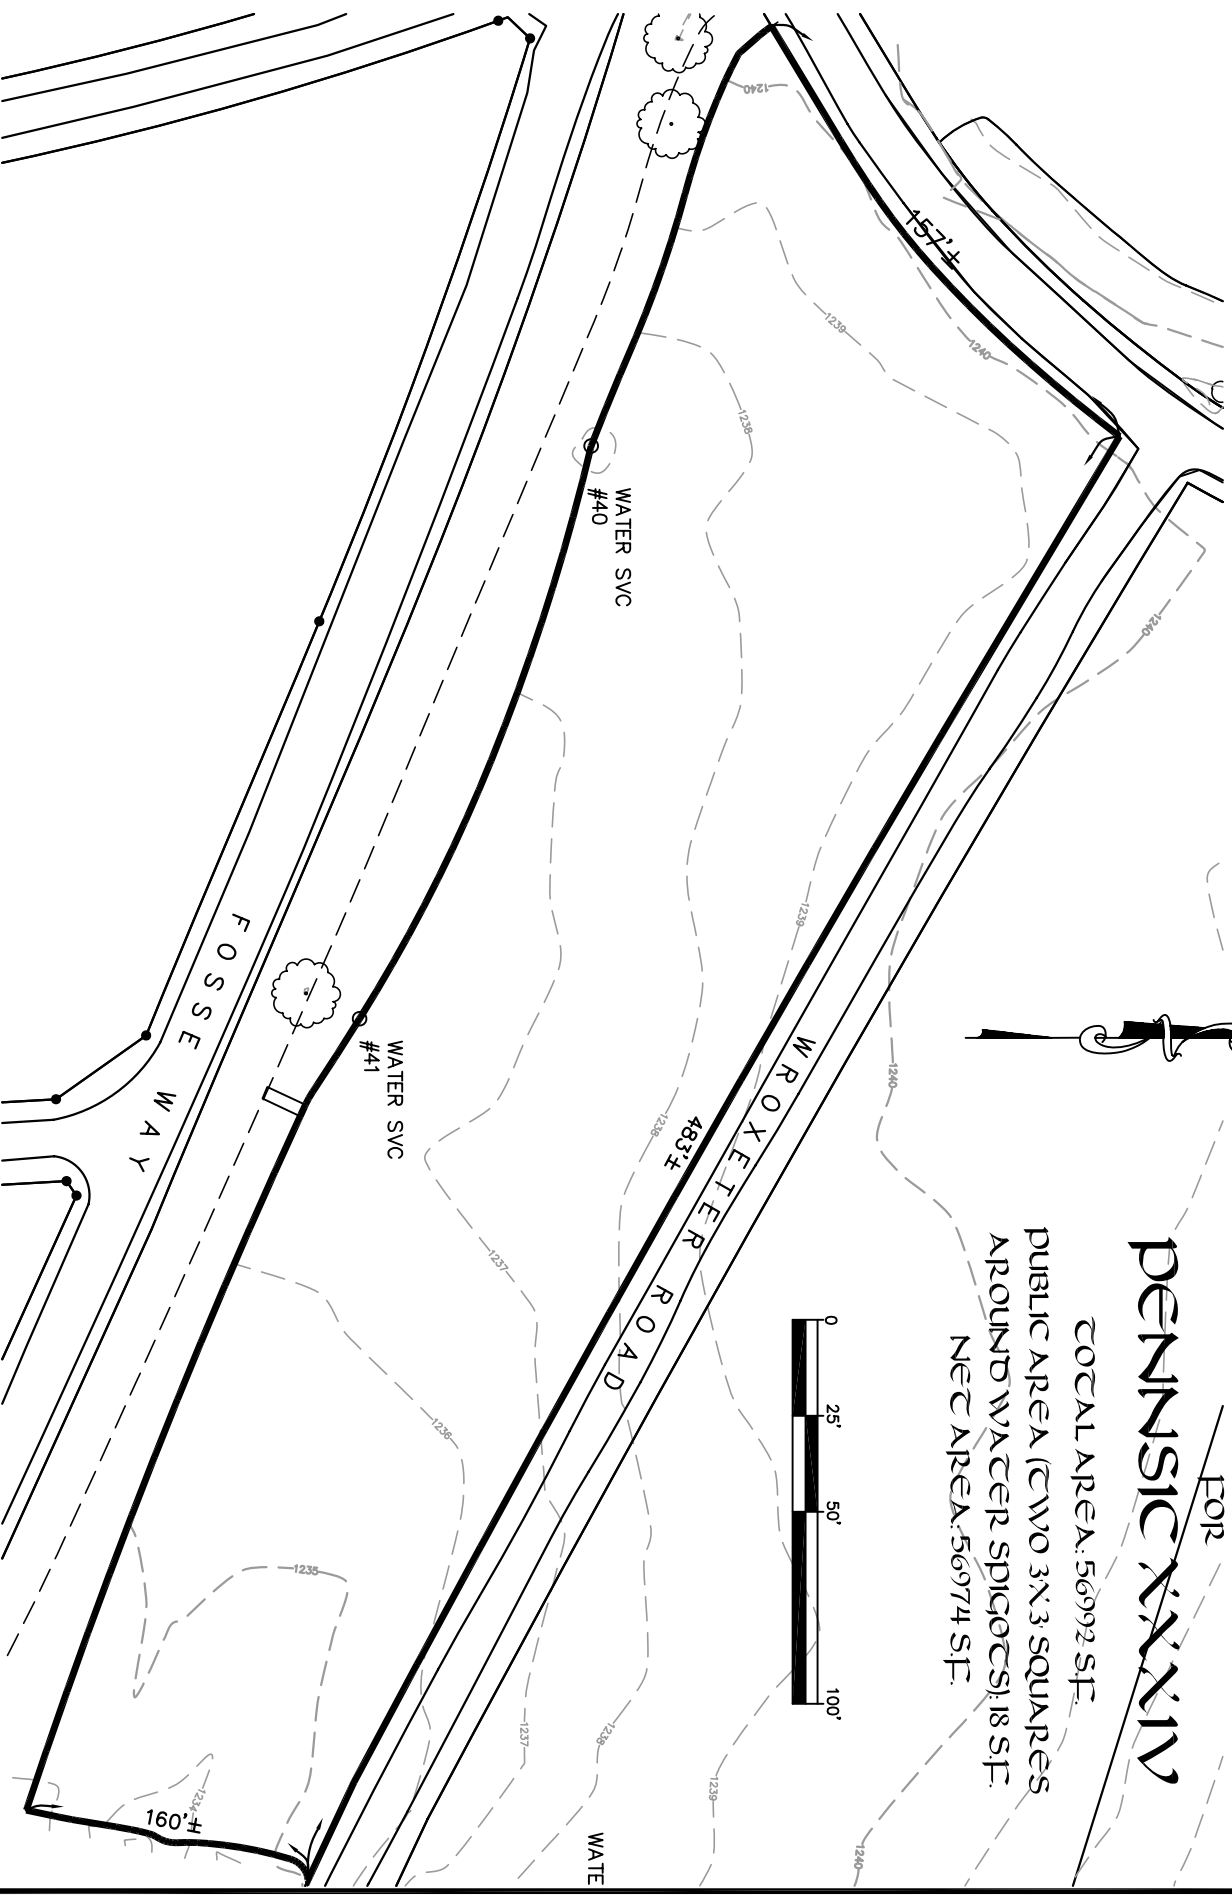 FOR
PENNSIC XXXIV
TOTAL AREA: 56992 S.F.
PUBLIC AREA (TWO 3'X3' SQUARES
AROUND WATER SPIGOTS): 18 S.F.
NET AREA: 56974 S.F.
0
25'
50'
100'
157'±
483'±
160'±
WROXETER ROAD
FOSSE WAY
WATER SVC
#40
WATER SVC
#41
WATE
1240
1239
1240
1238
1240
1239
1240
1238
1237
1236
1235
1234
1237
1238
1239
1240